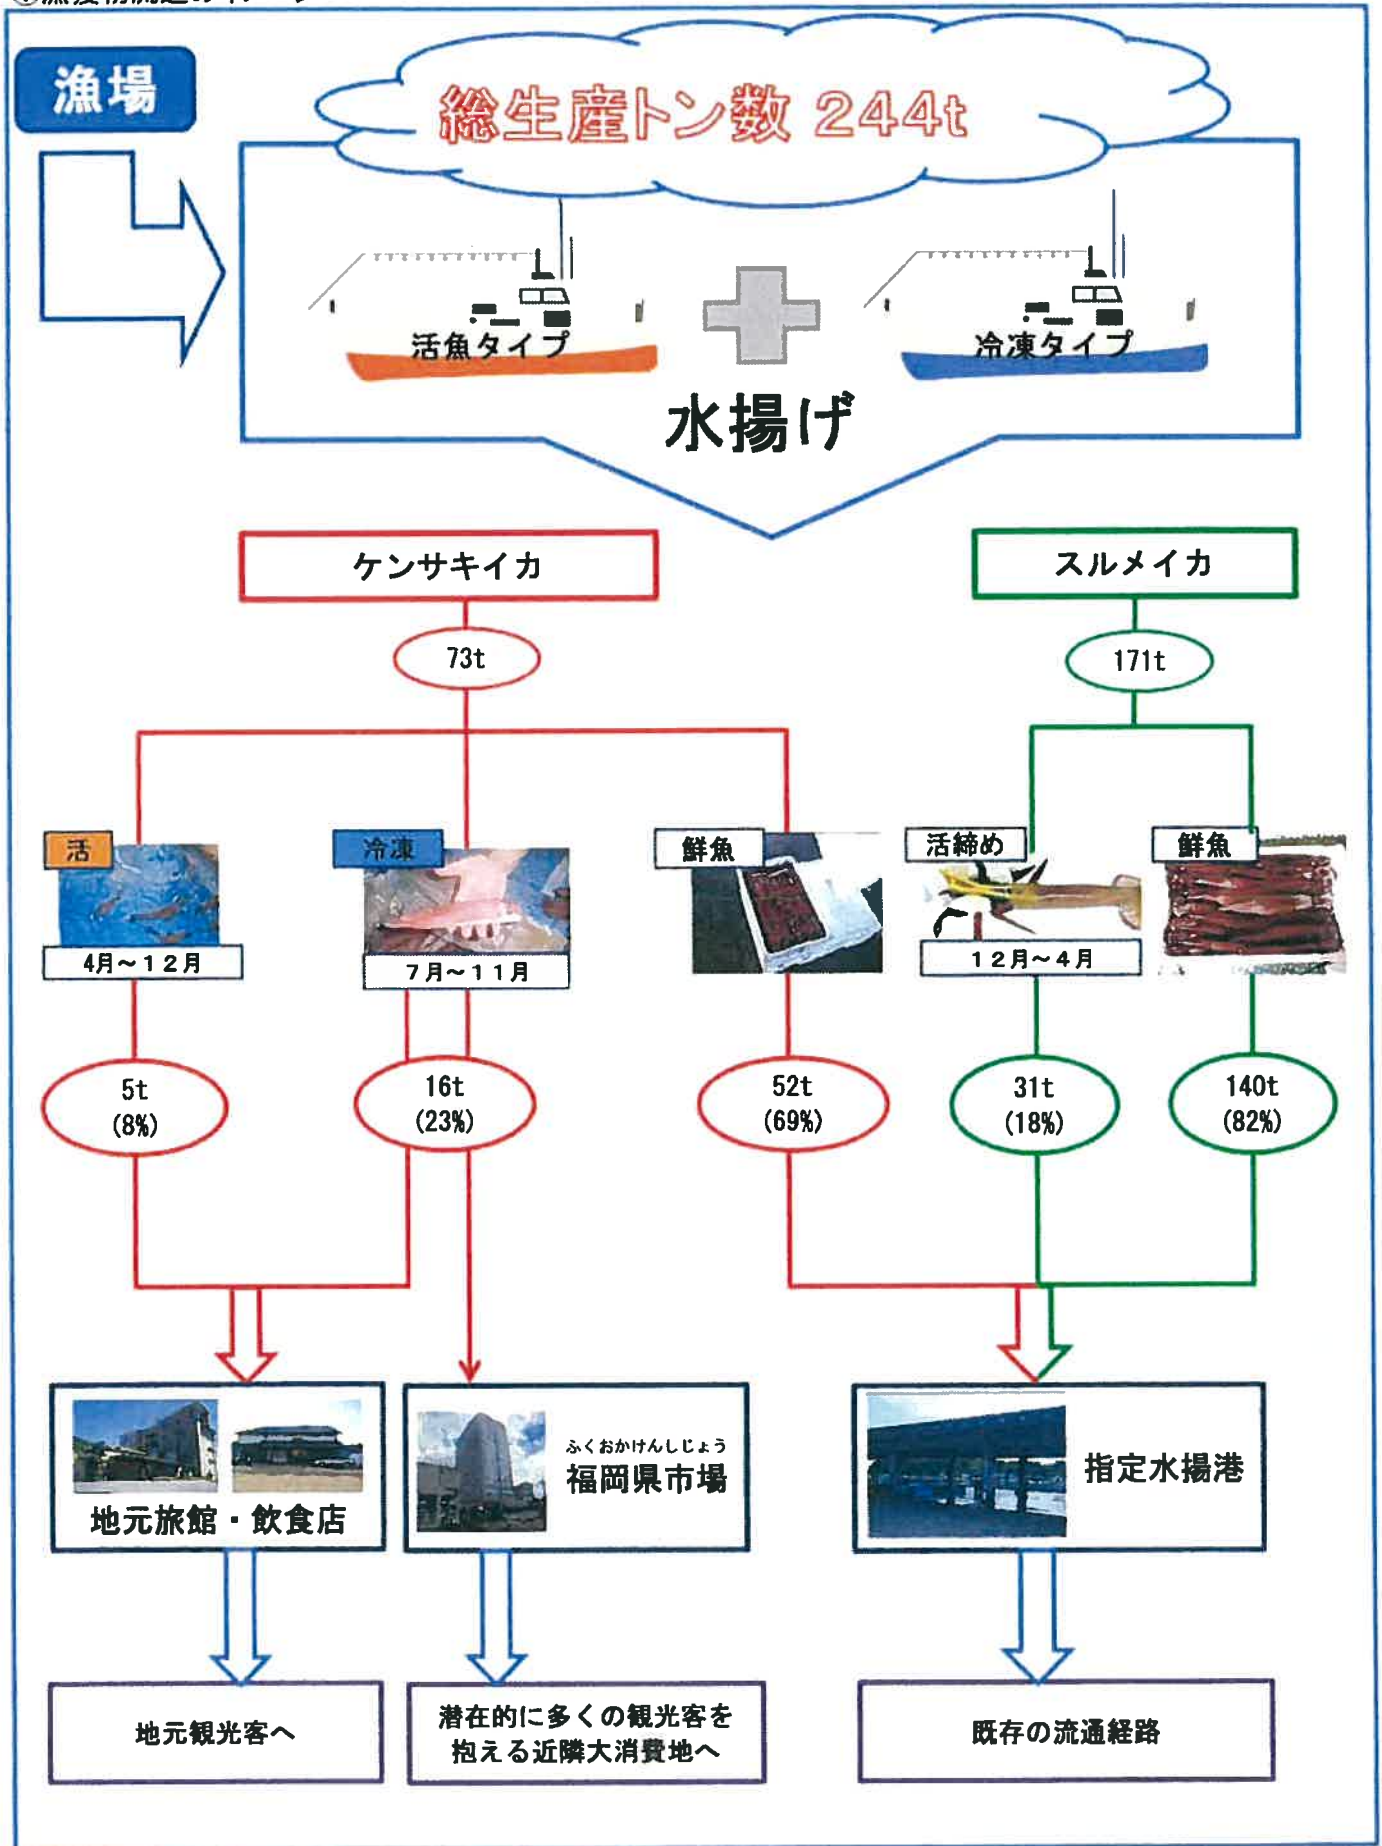 漁場
総生産トン数 244t
活魚タイプ
冷凍タイプ
水揚げ
ケンサキイカ
スルメイカ
73t
171t
活
冷凍
鮮魚
活締め
鮮魚
4月～12月
7月～11月
12月～4月
5t
(8%)
16t
(23%)
52t
(69%)
31t
(18%)
140t
(82%)
地元旅館・飲食店
ふくおかけんしじょう
福岡県市場
指定水揚港
地元観光客へ
潜在的に多くの観光客を
抱える近隣大消費地へ
既存の流通経路